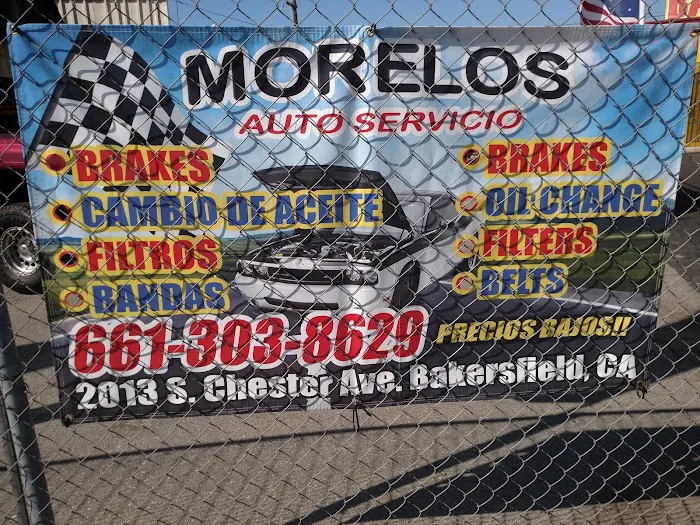 MORELOS
AUTO SERVICIO
BRAKES
CAMBIO DE ACEITE
FILTROS
BANDAS
BRAKES
OIL CHANGE
FILTERS
BELTS
661-303-8629
PRECIOS BAJOS!!
2013 S. Chester Ave. Bakersfield, CA